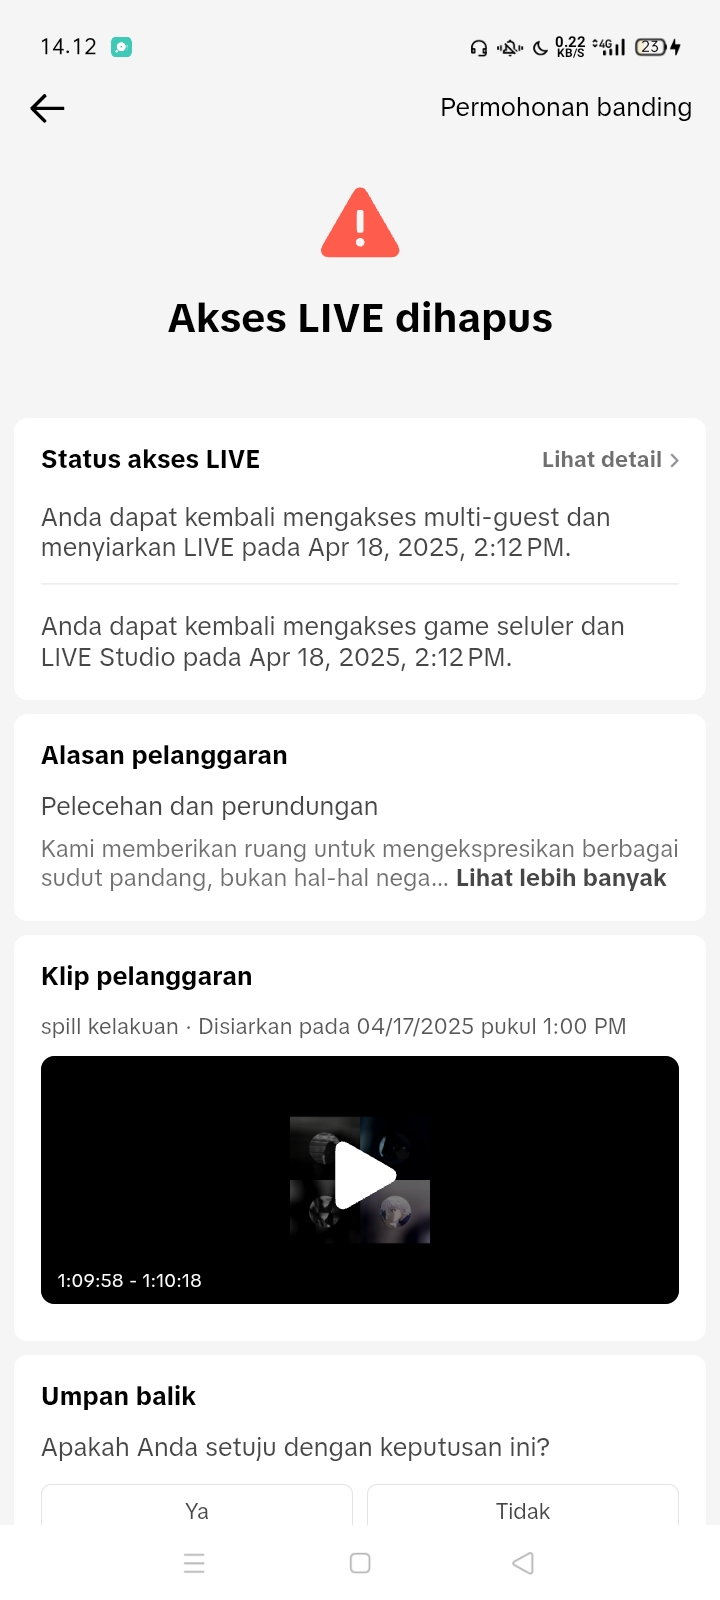 14.12
0.22
KB/S
4G
23
Permohonan banding
Akses LIVE dihapus
Status akses LIVE
Lihat detail
Anda dapat kembali mengakses multi-guest dan
menyiarkan LIVE pada Apr 18, 2025, 2:12 PM.
Anda dapat kembali mengakses game seluler dan
LIVE Studio pada Apr 18, 2025, 2:12 PM.
Alasan pelanggaran
Pelecehan dan perundungan
Kami memberikan ruang untuk mengekspresikan berbagai
sudut pandang, bukan hal-hal nega... Lihat lebih banyak
Klip pelanggaran
spill kelakuan · Disiarkan pada 04/17/2025 pukul 1:00 PM
1:09:58 - 1:10:18
Umpan balik
Apakah Anda setuju dengan keputusan ini?
Ya
Tidak